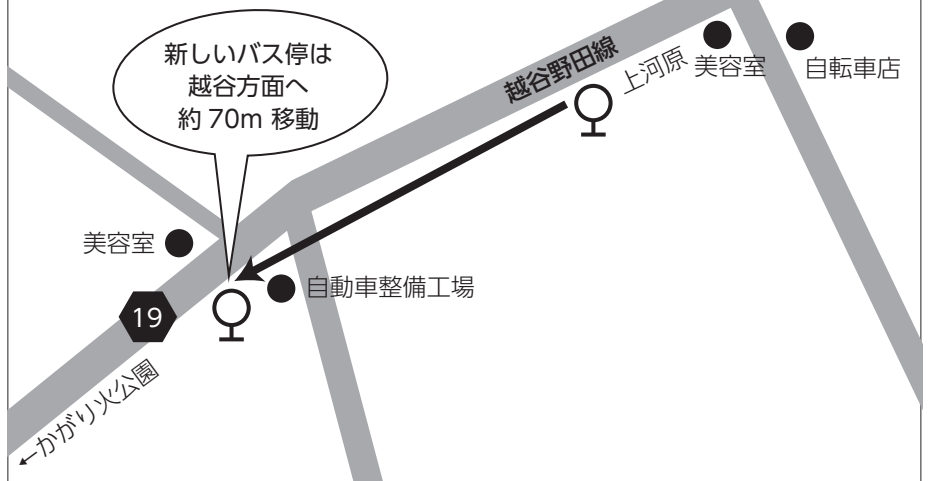 新しいバス停は
越谷方面へ
約 70m 移動
越谷野田線
上河原
美容室
自転車店
美容室
自動車整備工場
19
←かがり火公園